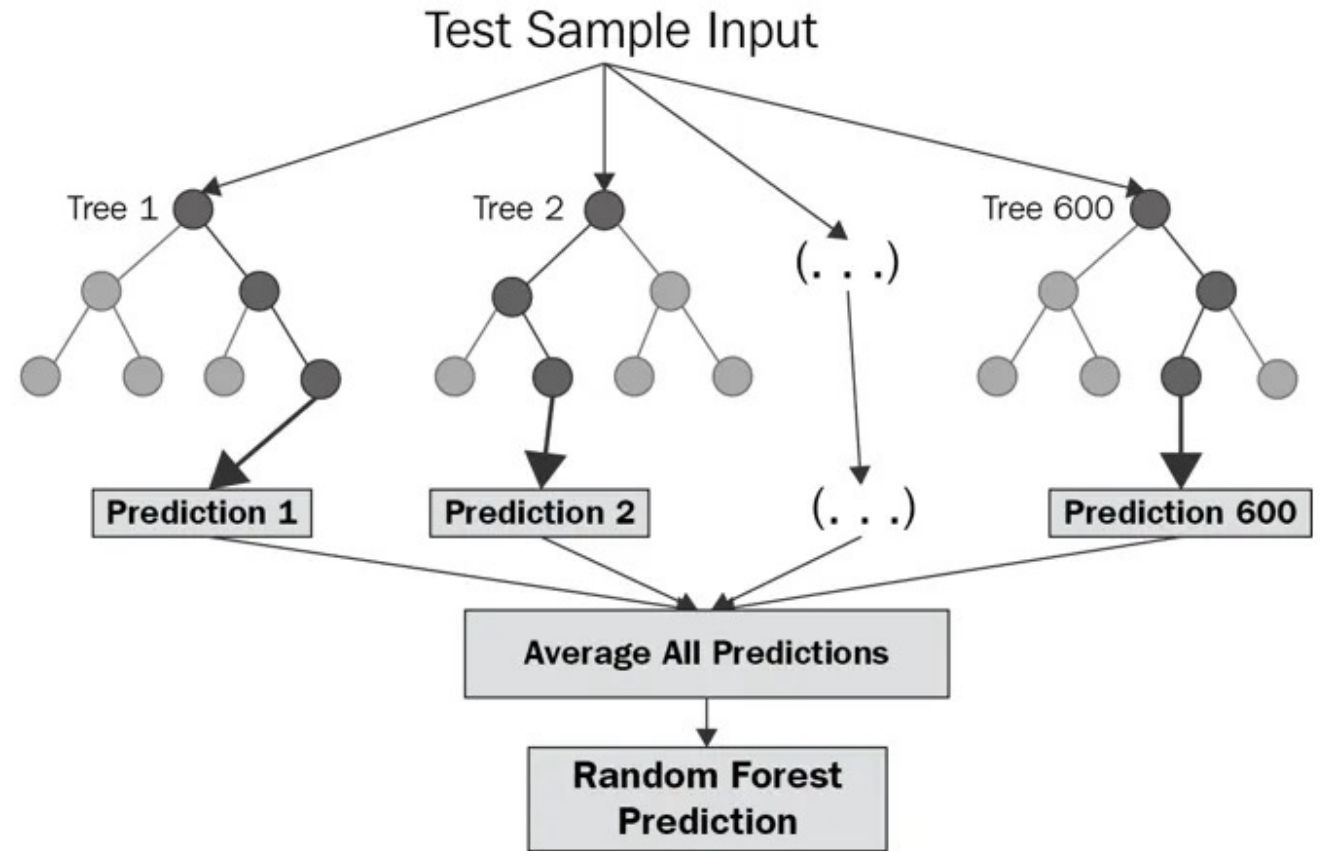 Test Sample Input
Tree 1
Tree 2
Tree 600
(. . .)
Prediction 1
Prediction 2
(. . .)
Prediction 600
Average All Predictions
Random Forest
Prediction